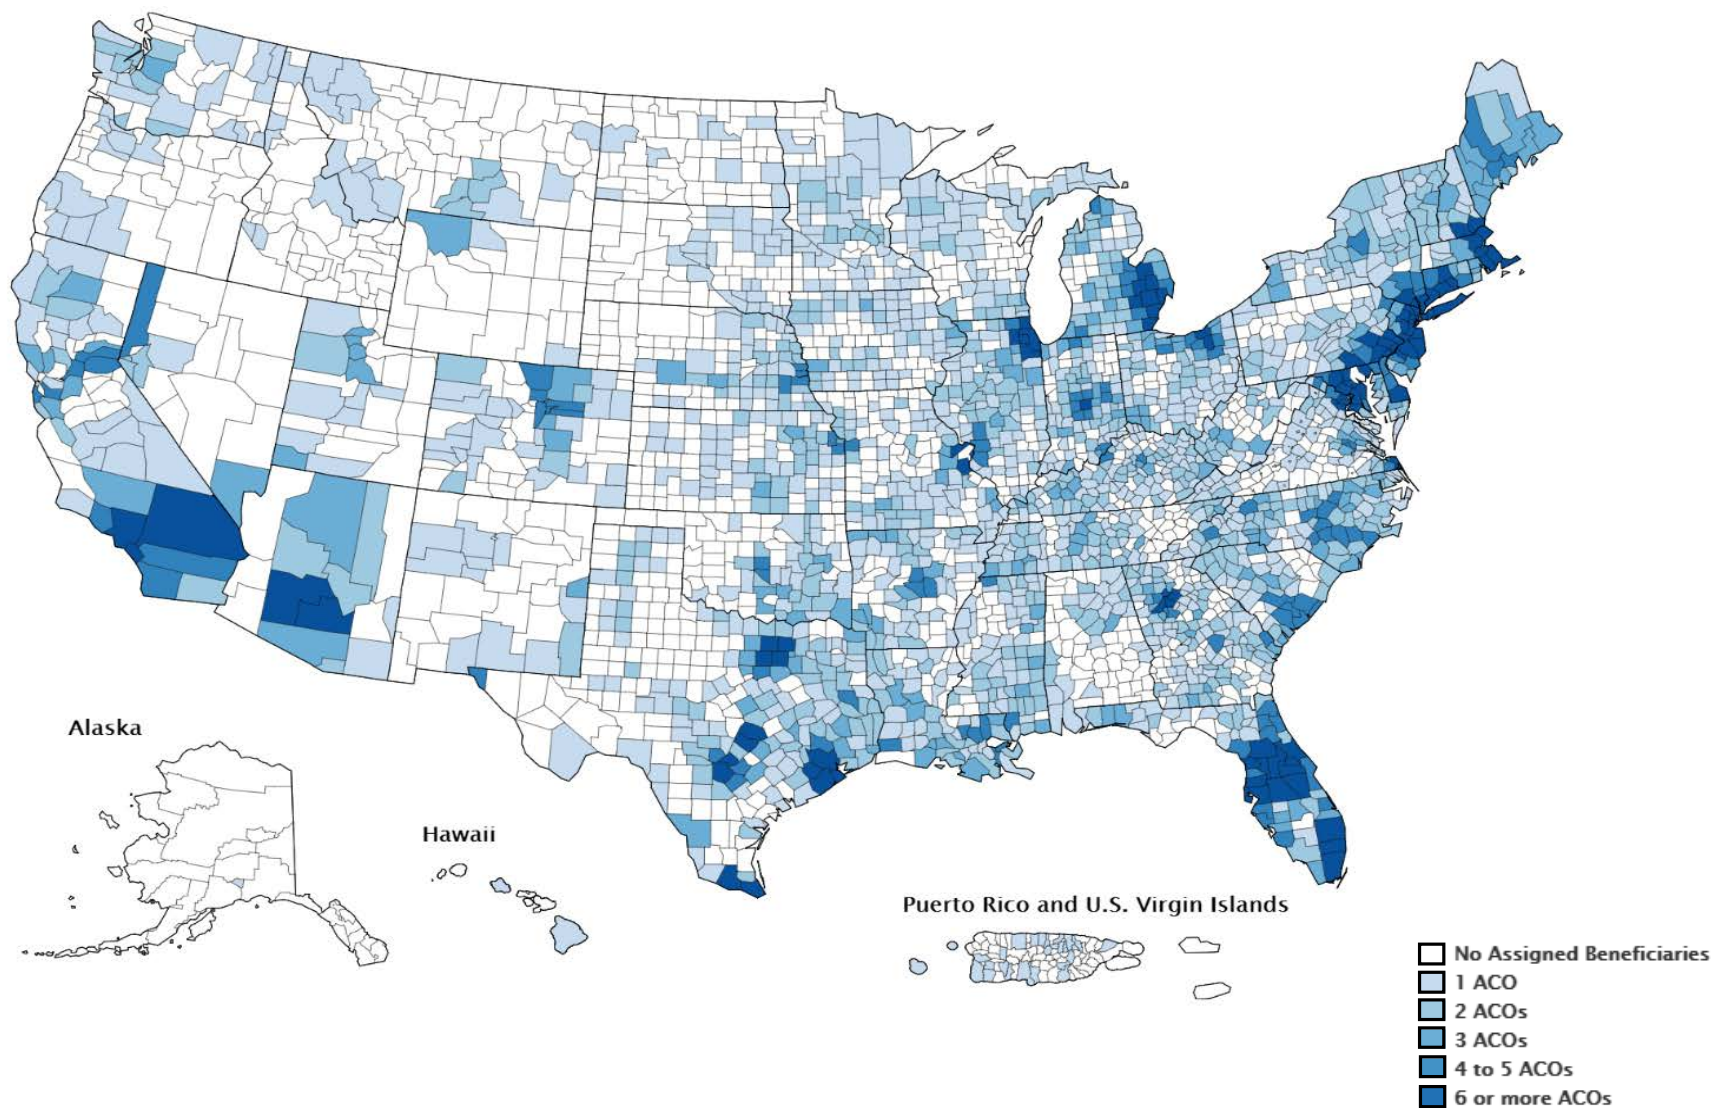 Alaska
Hawaii
Puerto Rico and U.S. Virgin Islands
No Assigned Beneficiaries
1 ACO
2 ACOs
3 ACOs
4 to 5 ACOs
6 or more ACOs